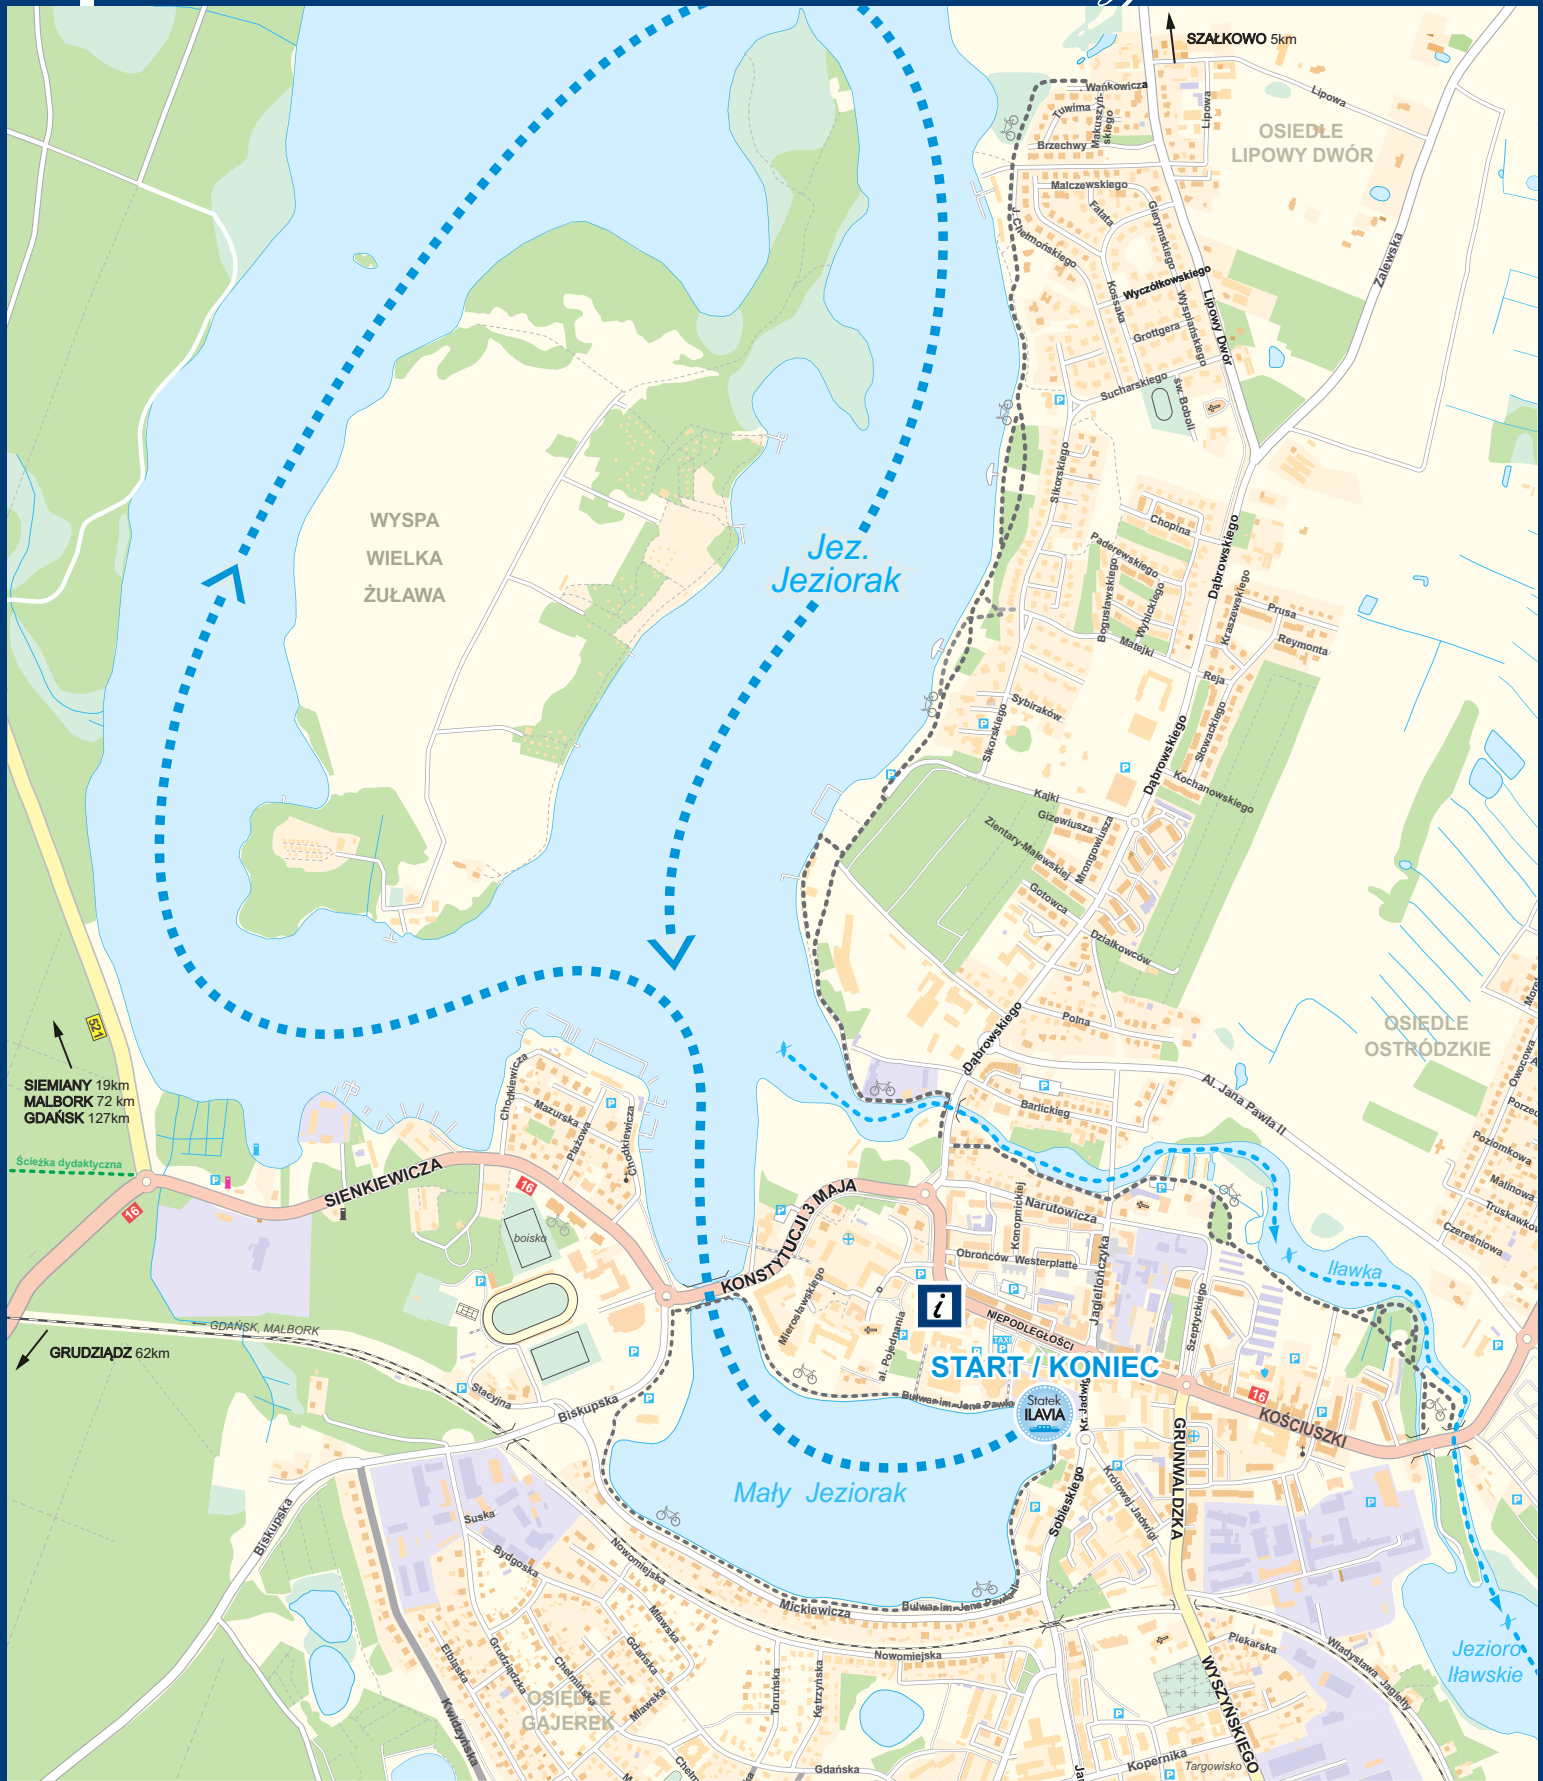 SZAŁKOWO 5km
Wańkowicza
Tuwima
Makuszyń-
skiego
Brzechwy
Lipowa
Lipowa
OSIEDLE
LIPOWY DWÓR
Malczewskiego
Fałata
Gierymskiego
J. Chełmońskiego
Zalewska
Wyczółkowskiego
Kossaka
Wyspiańskiego
Lipowy Dwór
Grottgera
Sucharskiego
św. Boboli
P
Sikorskiego
WYSPA
WIELKA
ŻUŁAWA
Jez.
Jeziorak
Chopina
Paderewskiego
Dąbrowskiego
Bogusławskiego
Wybickiego
Kraszewskiego
Prusa
Reymonta
Matejki
Reja
Sybiraków
Sikorskiego
Słowackiego
Dąbrowskiego
Kochanowskiego
Kajki
Gizewiusza
Zientary-Malewskiej
Mrongowiusza
Gotowca
Działkowców
Polna
Dąbrowskiego
OSIEDLE
OSTRÓDZKIE
Owocowa
521
SIEMIANY 19km
MALBORK 72 km
GDAŃSK 127km
Chodkiewicza
Mazurska
Plażowa
Chodkiewicza
Barlickieg
Al. Jana Pawła II
Poziomkowa
Malinowa
Czereśniowa
Ścieżka dydaktyczna
SIENKIEWICZA
16
16
boisko
KONSTYTUCJI 3 MAJA
Narutowicza
Konopnickiej
Obrońców Westerplatte
Jagiellończyka
Iławka
Mierosławskiego
al. Pojednania
i
NIEPODLEGŁOŚCI
TAXI
Szeptyckiego
GDAŃSK, MALBORK
GRUDZIĄDZ 62km
START / KONIEC
Statek
ILAVIA
Stacyjna
Biskupska
Bulwar im. Jana Pawła
Kr. Jadwigi
16
KOŚCIUSZKI
GRUNWALDZKA
Mały Jeziorak
Sobieskiego
Królowej Jadwigi
Biskupska
Suska
Bydgoska
Nowomiejska
Mickiewicza
Bulwar im. Jana Pawła II
Mławska
Gdańska
Elbląska
Grudziądzka
Chełmińska
Mławska
OSIEDLE
GAJEREK
Toruńska
Kętrzyńska
Nowomiejska
Kwidzyńska
Gdańska
Piekarska
Władysława Jagiełły
WYSZYŃSKIEGO
Kopernika
Targowisko
Jezioro
Iławskie